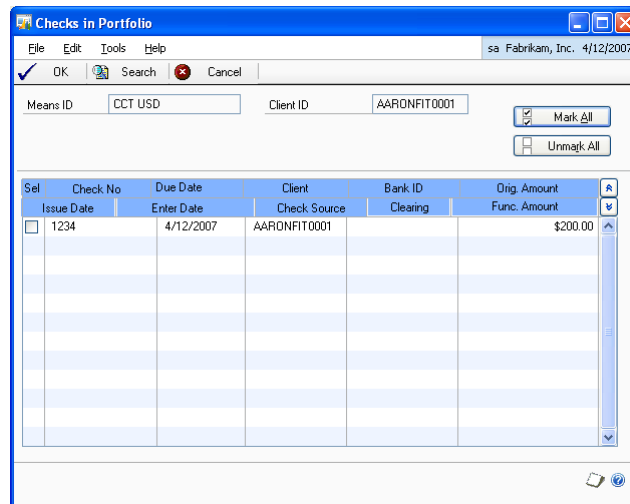 Checks in Portfolio
File Edit Tools Help sa Fabrikam, Inc. 4/12/2007
OK Search Cancel
Means ID CCT USD Client ID AARONFIT0001
Mark All
Unmark All
Sel Check No Due Date Client Bank ID Orig. Amount
Issue Date Enter Date Check Source Clearing Func. Amount
1234 4/12/2007 AARONFIT0001 $200.00